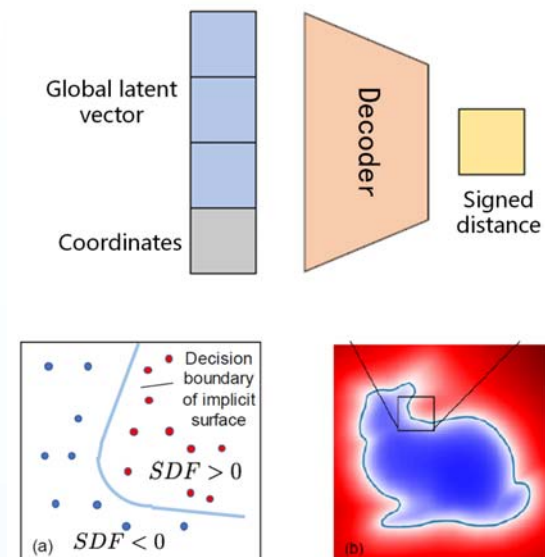 Global latent
vector
Coordinates
Decoder
Signed
distance
Decision
boundary
of implicit
surface
SDF > 0
SDF < 0
(a)
(b)